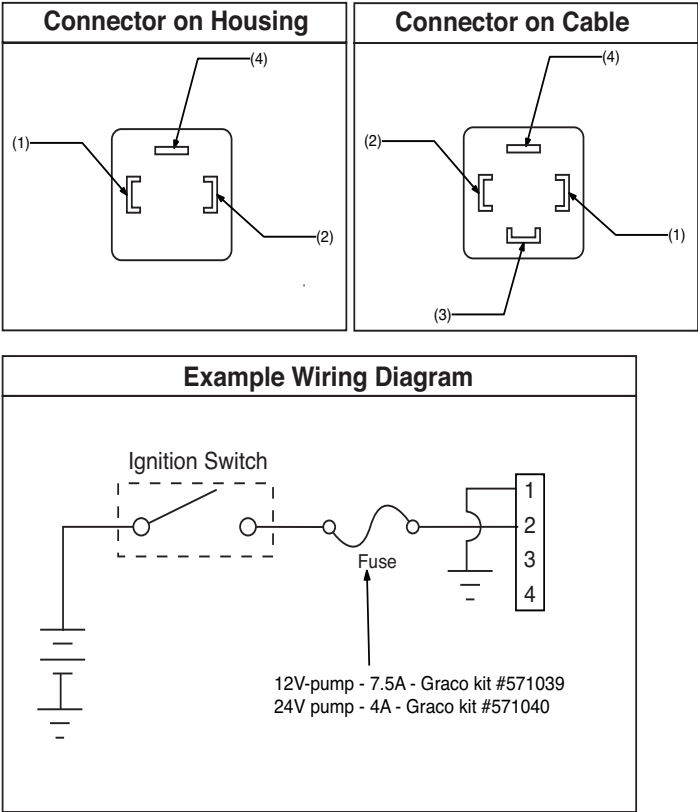 Connector on Housing
(4)
(1)
(2)
Connector on Cable
(4)
(2)
(1)
(3)
Example Wiring Diagram
Ignition Switch
1
2
3
4
Fuse
12V-pump - 7.5A - Graco kit #571039
24V pump - 4A - Graco kit #571040